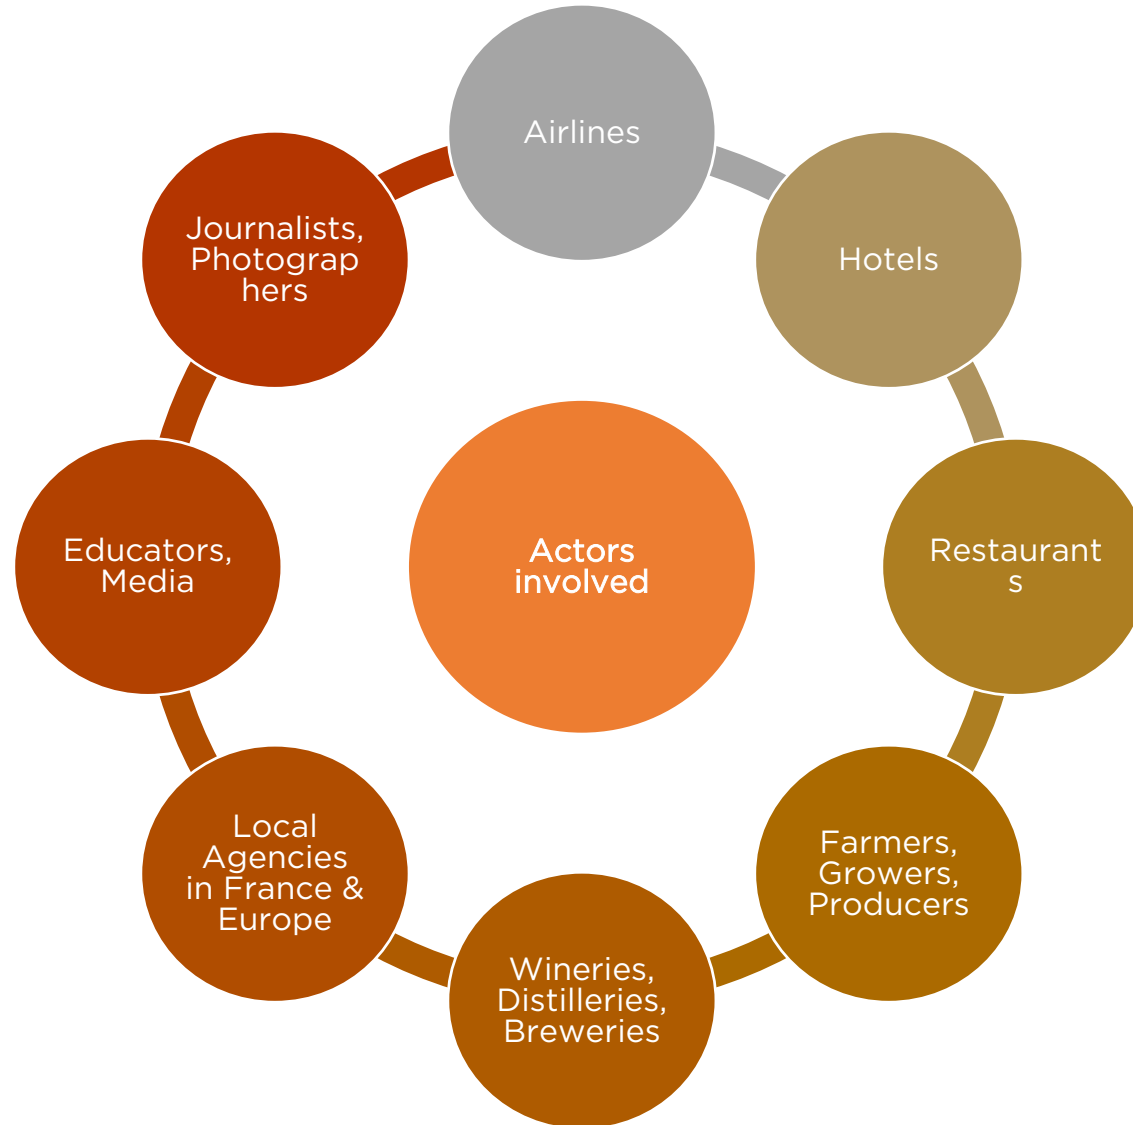 Airlines
Hotels
Restaurant
s
Farmers,
Growers,
Producers
Wineries,
Distilleries,
Breweries
Local
Agencies
in France &
Europe
Educators,
Media
Journalists,
Photograp
hers
Actors
involved